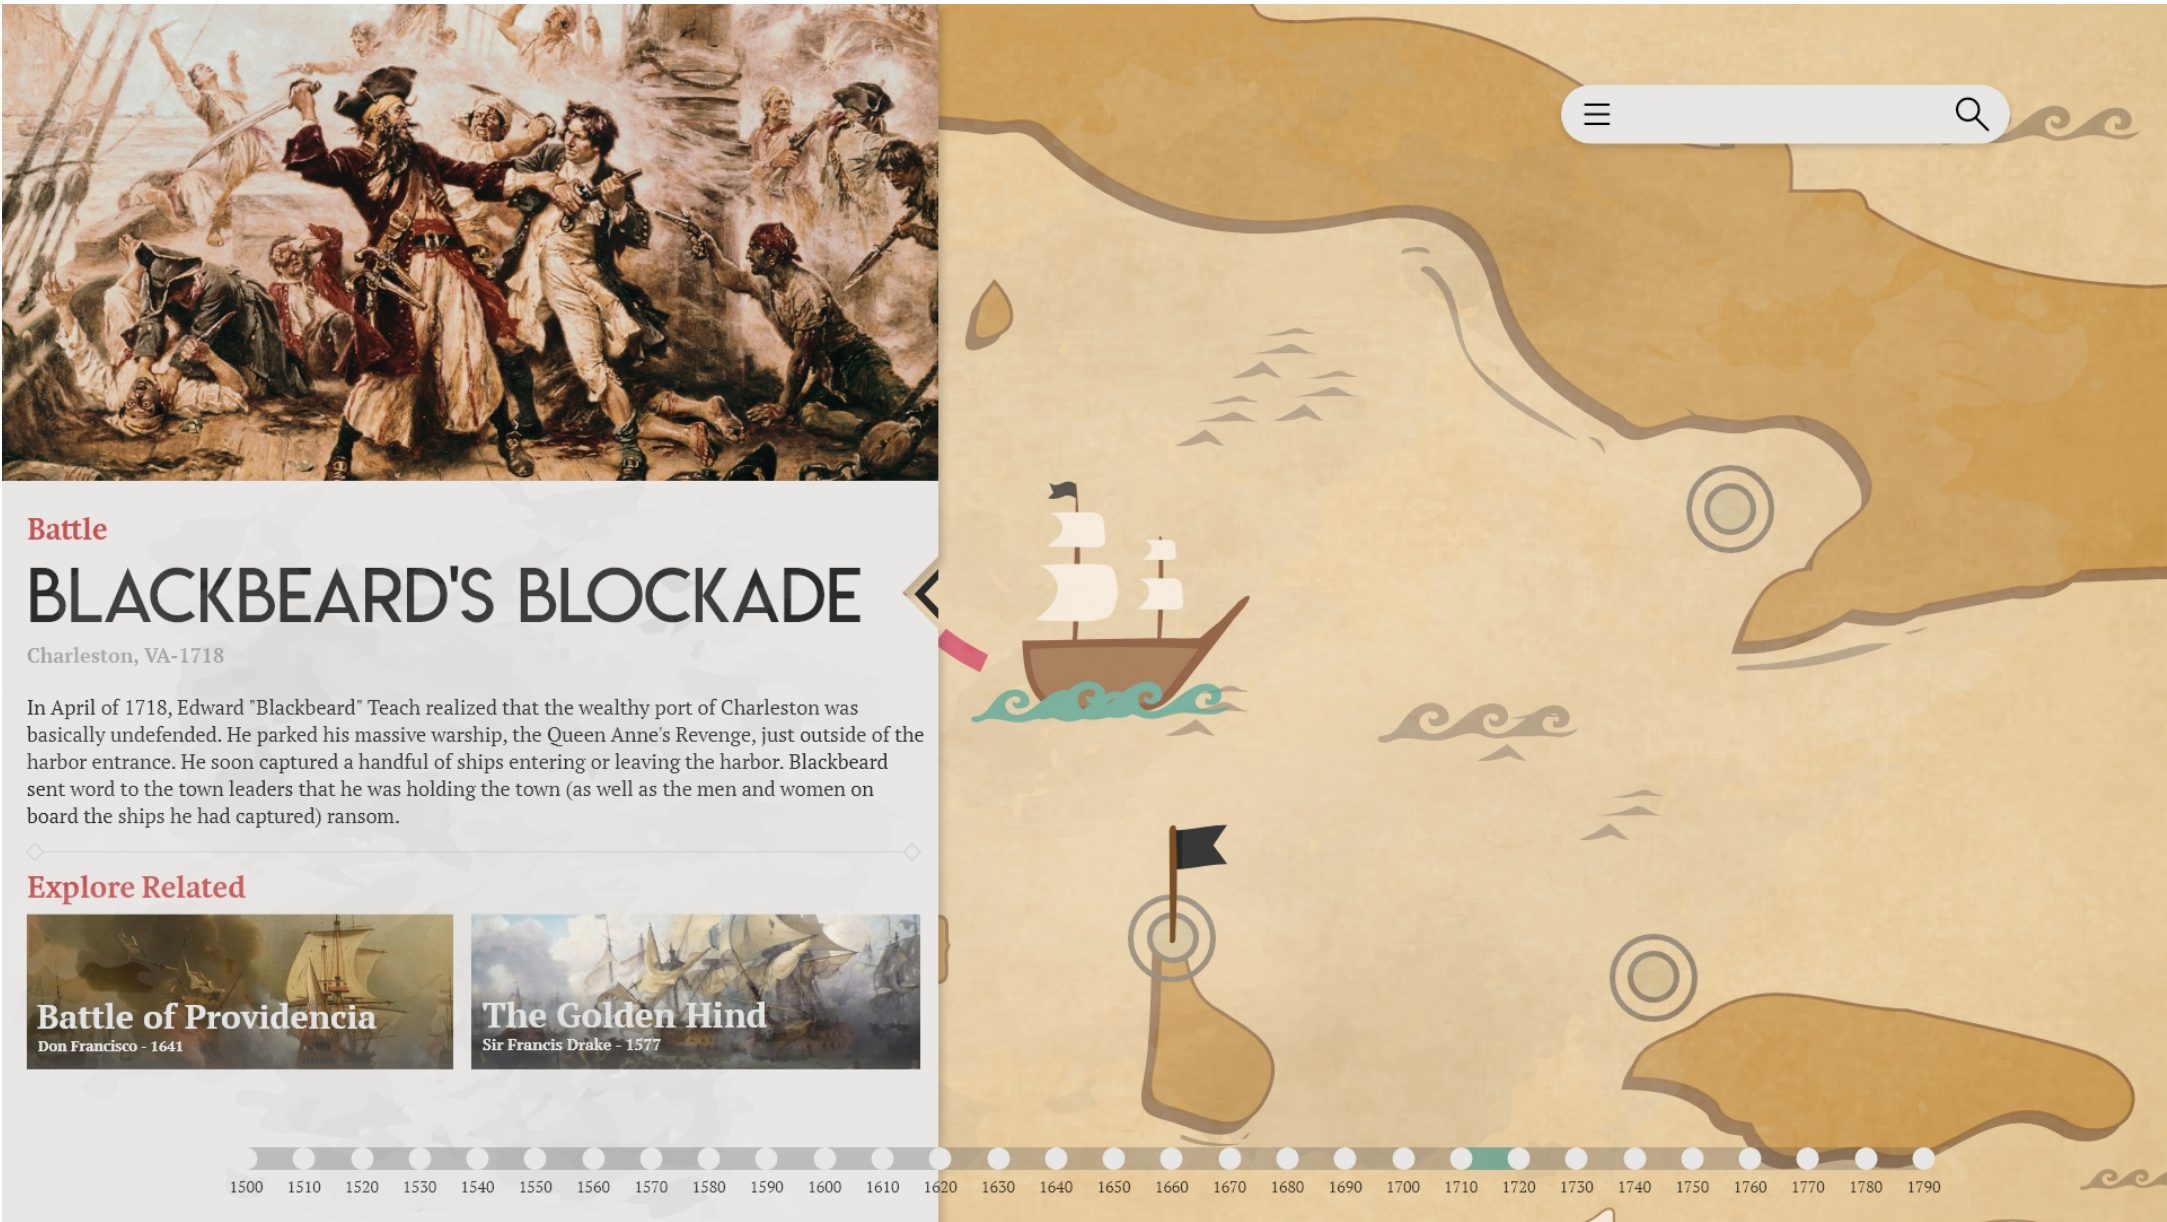 Battle
BLACKBEARD'S BLOCKADE
Charleston, VA-1718
In April of 1718, Edward "Blackbeard" Teach realized that the wealthy port of Charleston was
basically undefended. He parked his massive warship, the Queen Anne's Revenge, just outside of the
harbor entrance. He soon captured a handful of ships entering or leaving the harbor. Blackbeard
sent word to the town leaders that he was holding the town (as well as the men and women on
board the ships he had captured) ransom.
Explore Related
Battle of Providencia
Don Francisco - 1641
The Golden Hind
Sir Francis Drake - 1577
1500 1510 1520 1530 1540 1550 1560 1570 1580 1590 1600 1610 1620 1630 1640 1650 1660 1670 1680 1690 1700 1710 1720 1730 1740 1750 1760 1770 1780 1790